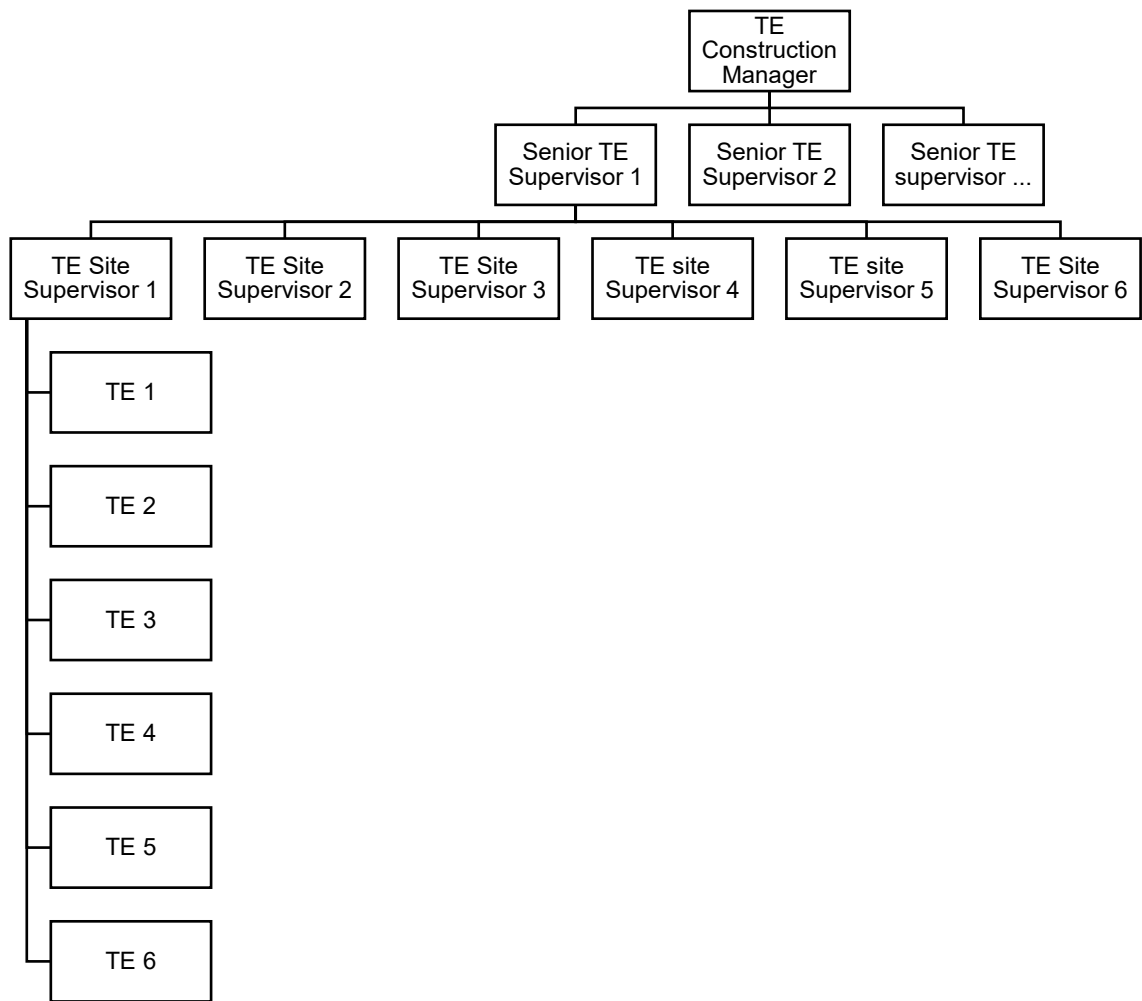 TE
Construction
Manager
Senior TE
Supervisor 1
Senior TE
Supervisor 2
Senior TE
supervisor ...
TE Site
Supervisor 1
TE Site
Supervisor 2
TE Site
Supervisor 3
TE site
Supervisor 4
TE site
Supervisor 5
TE Site
Supervisor 6
TE 1
TE 2
TE 3
TE 4
TE 5
TE 6